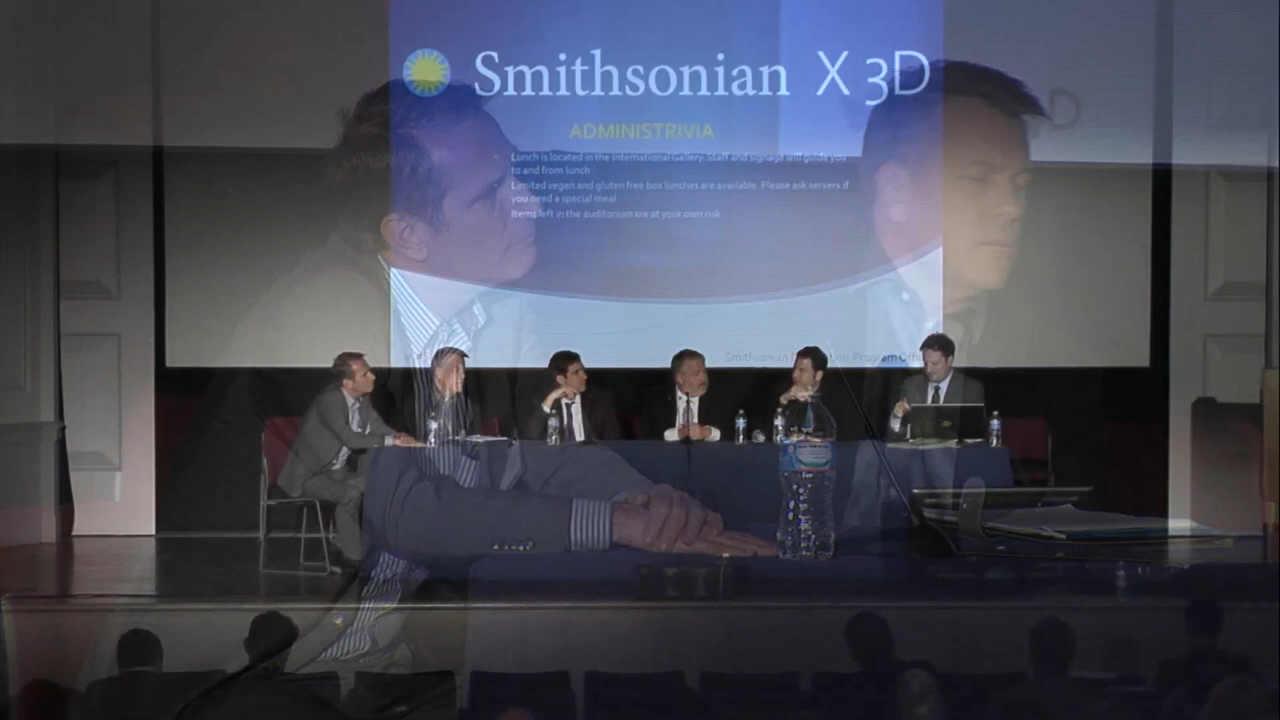 Smithsonian X 3D
ADMINISTRIVIA
Lunch is located in the International Gallery. Staff and signage will guide you
to and from lunch
Limited vegan and gluten free box lunches are available. Please ask servers if
you need a special meal
Items left in the auditorium are at your own risk
Smithsonian Program